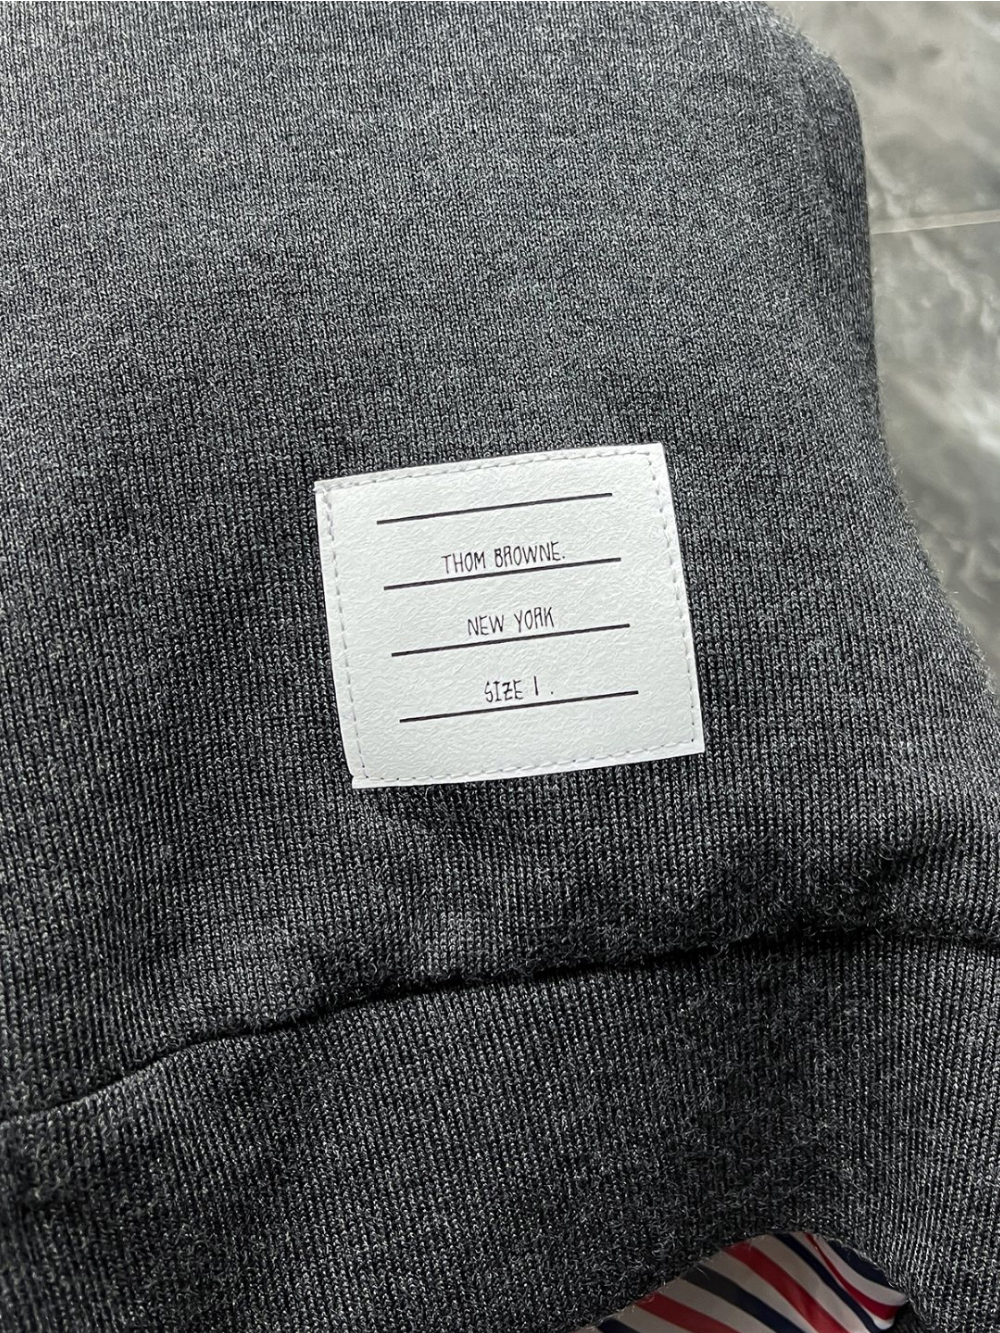 THOM BROWNE.
NEW YORK
SIZE 1 .